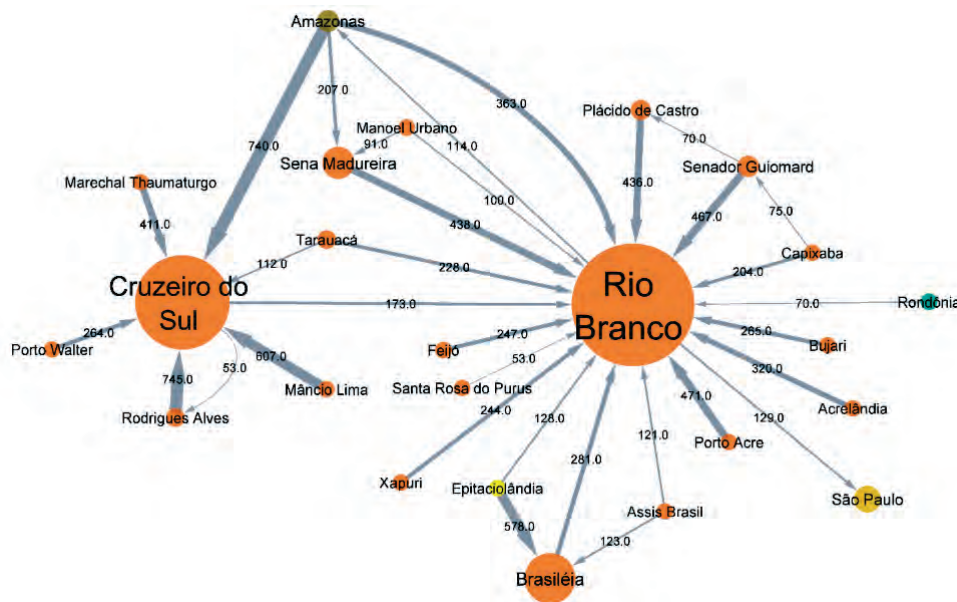 Amazonas
207.0
363.0
Plácido de Castro
Manoel Urbano
91.0
114.0
70.0
740.0
Sena Madureira
Senador Guiomard
Marechal Thaumaturgo
436.0
467.0
100.0
75.0
411.0
438.0
Tarauacá
112.0
228.0
Capixaba
204.0
Cruzeiro do
Sul
Rio
Branco
173.0
70.0
Rondônia
264.0
Porto Walter
247.0
Feijó
53.0
265.0
Bujari
607.0
53.0
745.0
Mâncio Lima
Santa Rosa do Purus
320.0
471.0
244.0
128.0
129.0
Rodrigues Alves
Acrelândia
121.0
Porto Acre
281.0
Xapuri
Epitaciolândia
São Paulo
Assis Brasil
578.0
123.0
Brasiléia